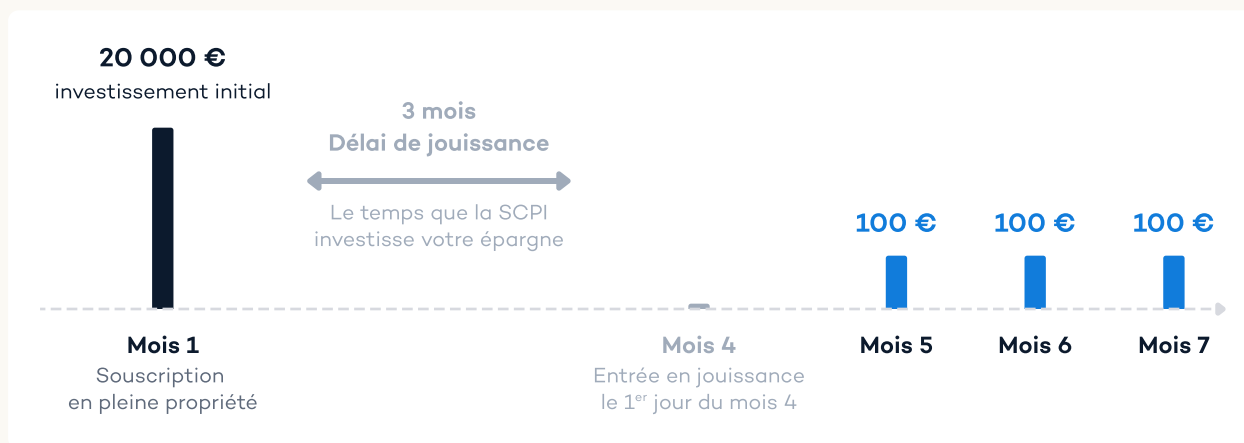 20 000 €
investissement initial
3 mois
Délai de jouissance
Le temps que la SCPI
investisse votre épargne
100 €
100 €
100 €
Mois 1
Souscription
en pleine propriété
Mois 4
Entrée en jouissance
le 1er jour du mois 4
Mois 5
Mois 6
Mois 7